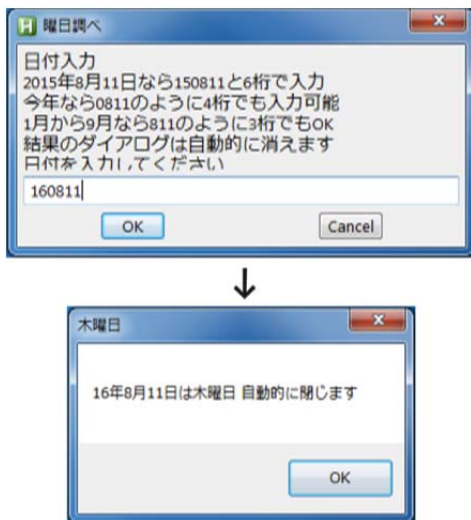 曜日調べ
日付入力
2015年8月11日なら150811と6桁で入力
今年なら0811のように4桁でも入力可能
1月から9月なら811のように3桁でもOK
結果のダイアログは自動的に消えます
日付を入力してください
160811
OK Cancel
↓
木曜日
16年8月11日は木曜日 自動的に閉じます
OK